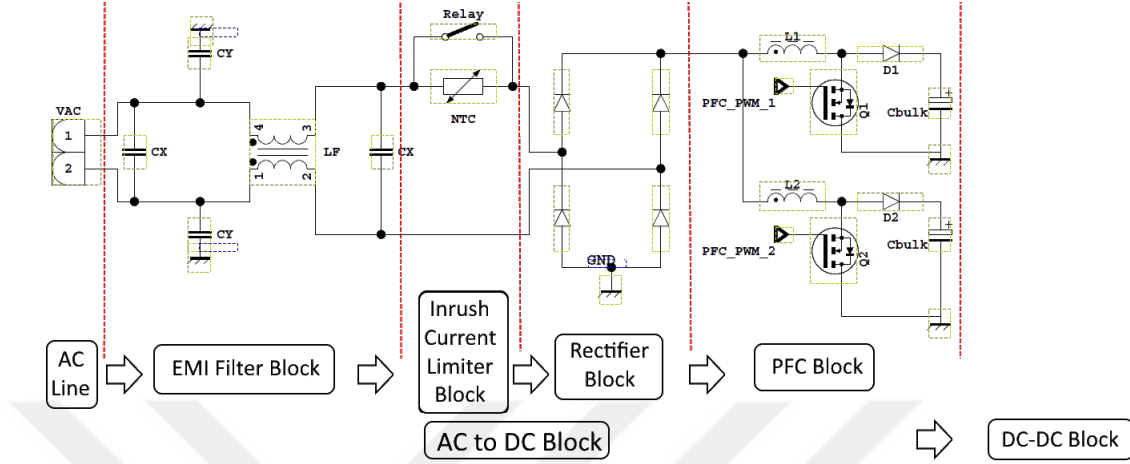 Relay
CY
L1
D1
VAC
PFC_PWM_1
Q1
Cbulk
NTC
1
2
CX
4
3
LF
1
2
CX
L2
D2
CY
PFC_PWM_2
Q2
Cbulk
GND
AC
Line
EMI Filter Block
Inrush
Current
Limiter
Block
Rectifier
Block
PFC Block
AC to DC Block
DC-DC Block